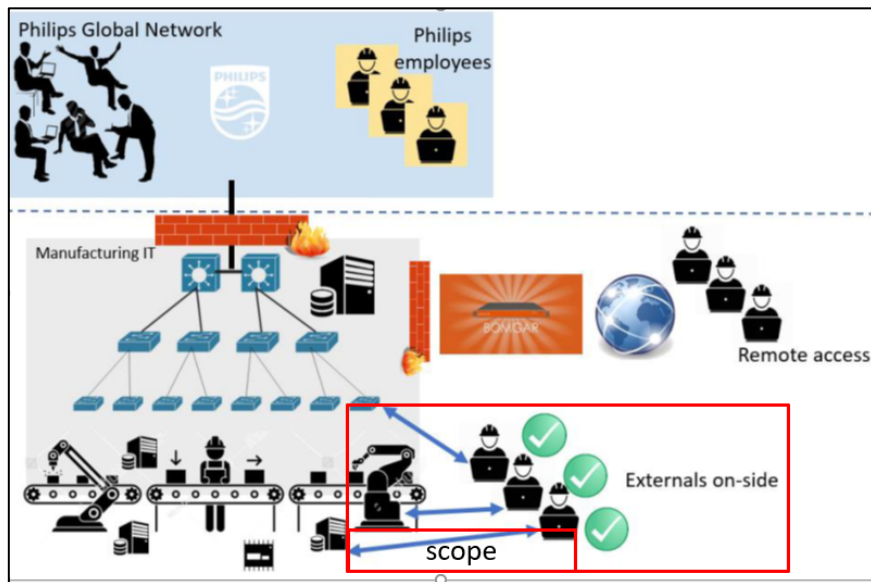 Philips Global Network
Philips
employees
PHILIPS
Manufacturing IT
BOMGAR
Remote access
Externals on-side
scope